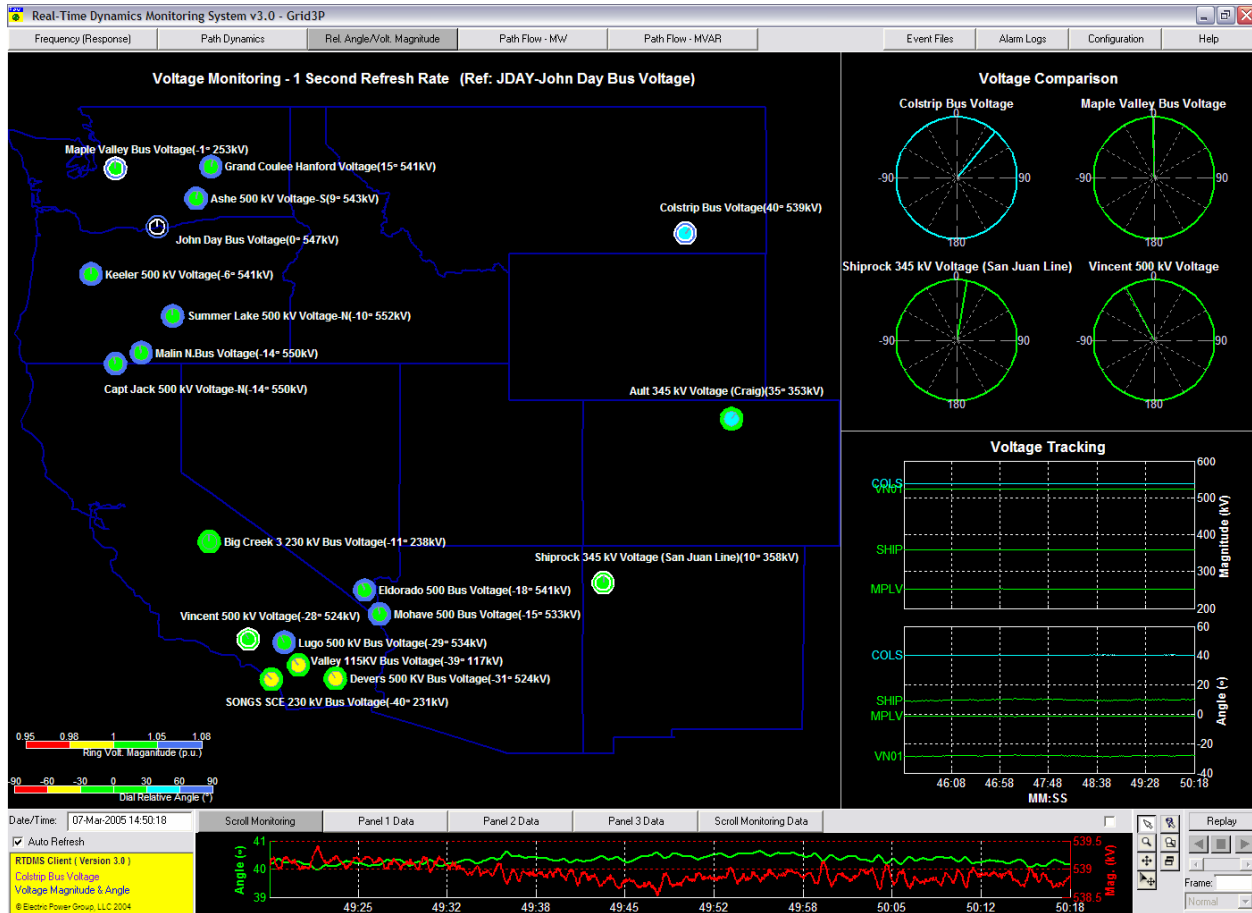 Real-Time Dynamics Monitoring System v3.0 - Grid3P
Frequency (Response) Path Dynamics Rel. Angle/Volt. Magnitude Path Flow - MW Path Flow - MVAR Event Files Alarm Logs Configuration Help
Voltage Monitoring - 1 Second Refresh Rate (Ref: JDAY-John Day Bus Voltage)
Maple Valley Bus Voltage(-1° 253kV)
Grand Coulee Hanford Voltage(15° 541kV)
Ashe 500 kV Voltage-S(9° 543kV)
Colstrip Bus Voltage(40° 539kV)
John Day Bus Voltage(0° 547kV)
Keeler 500 kV Voltage(-6° 541kV)
Summer Lake 500 kV Voltage-N(-10° 552kV)
Malin N.Bus Voltage(-14° 550kV)
Capt Jack 500 kV Voltage-N(-14° 550kV)
Ault 345 kV Voltage (Craig)(35° 353kV)
Big Creek 3 230 kV Bus Voltage(-11° 238kV)
Shiprock 345 kV Voltage (San Juan Line)(10° 358kV)
Eldorado 500 Bus Voltage(-18° 541kV)
Vincent 500 kV Voltage(-28° 524kV)
Mohave 500 Bus Voltage(-15° 533kV)
Lugo 500 kV Bus Voltage(-29° 534kV)
Valley 115KV Bus Voltage(-39° 117kV)
Devers 500 KV Bus Voltage(-31° 524kV)
SONGS SCE 230 kV Bus Voltage(-40° 231kV)
0.95 0.98 1 1.05 1.08
Ring Volt. Maganitude (p.u.)
-90 -60 -30 0 30 60 90
Dial Relative Angle (°)
Voltage Comparison
Colstrip Bus Voltage
0
-90 90
180
Maple Valley Bus Voltage
0
-90 90
180
Shiprock 345 kV Voltage (San Juan Line)
0
-90 90
180
Vincent 500 kV Voltage
0
-90 90
180
Voltage Tracking
600
COLS
VN01
500
400
SHIP
300
MPLV
200
Magnitude (kV)
60
COLS 40
20
SHIP
MPLV 0
-20
VN01
-40
Angle (°)
46:08 46:58 47:48 48:38 49:28 50:18
MM:SS
Date/Time: 07-Mar-2005 14:50:18
Auto Refresh
RTDMS Client ( Version 3.0 )
Colstrip Bus Voltage
Voltage Magnitude & Angle
© Electric Power Group, LLC 2004
Scroll Monitoring Panel 1 Data Panel 2 Data Panel 3 Data Scroll Monitoring Data
Angle (°)
41
40
39
539.5
539
538.5
Mag. (kV)
49:25 49:32 49:38 49:45 49:52 49:58 50:05 50:12 50:18
Replay
Frame:
Normal